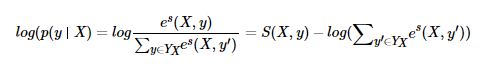 log(p(y | X) = log e^s(X, y) / ∑_{y∈Y_X} e^s(X, y′) = S(X, y) − log(∑_{y′∈Y_X} e^s(X, y′))